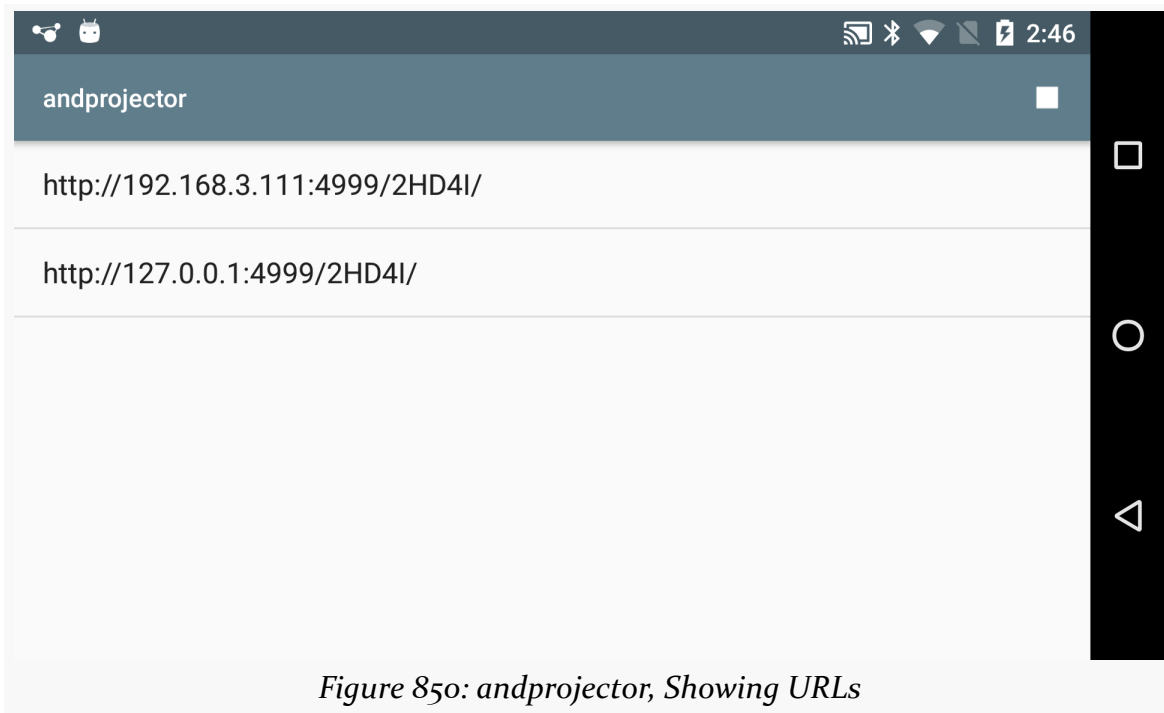 2:46
andprojector
http://192.168.3.111:4999/2HD4I/
http://127.0.0.1:4999/2HD4I/
Figure 850: andprojector, Showing URLs